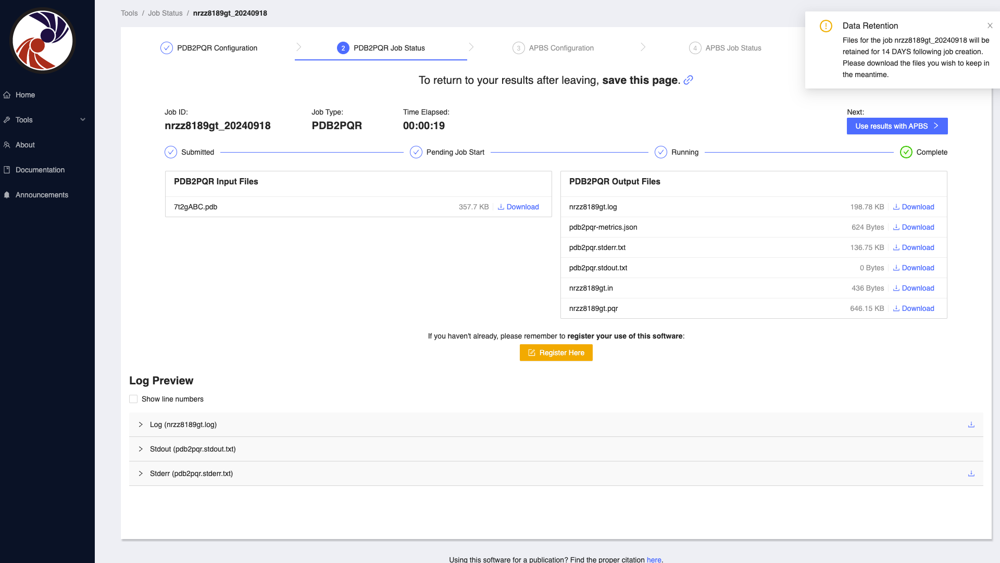 Tools / Job Status / nrzz8189gt_20240918
Data Retention
Files for the job nrzz8189gt_20240918 will be
retained for 14 DAYS following job creation.
Please download the files you wish to keep in
the meantime.
Home
Tools
About
Documentation
Announcements
PDB2PQR Configuration
2 PDB2PQR Job Status
3 APBS Configuration
4 APBS Job Status
To return to your results after leaving, save this page.
Job ID:
nrzz8189gt_20240918
Job Type:
PDB2PQR
Time Elapsed:
00:00:19
Next:
Use results with APBS
Submitted
Pending Job Start
Running
Complete
PDB2PQR Input Files
7t2gABC.pdb 357.7 KB Download
PDB2PQR Output Files
nrzz8189gt.log 198.78 KB Download
pdb2pqr-metrics.json 624 Bytes Download
pdb2pqr.stderr.txt 136.75 KB Download
pdb2pqr.stdout.txt 0 Bytes Download
nrzz8189gt.in 436 Bytes Download
nrzz8189gt.pqr 646.15 KB Download
If you haven't already, please remember to register your use of this software:
Register Here
Log Preview
Show line numbers
Log (nrzz8189gt.log)
Stdout (pdb2pqr.stdout.txt)
Stderr (pdb2pqr.stderr.txt)
Using this software for a publication? Find the proper citation here.